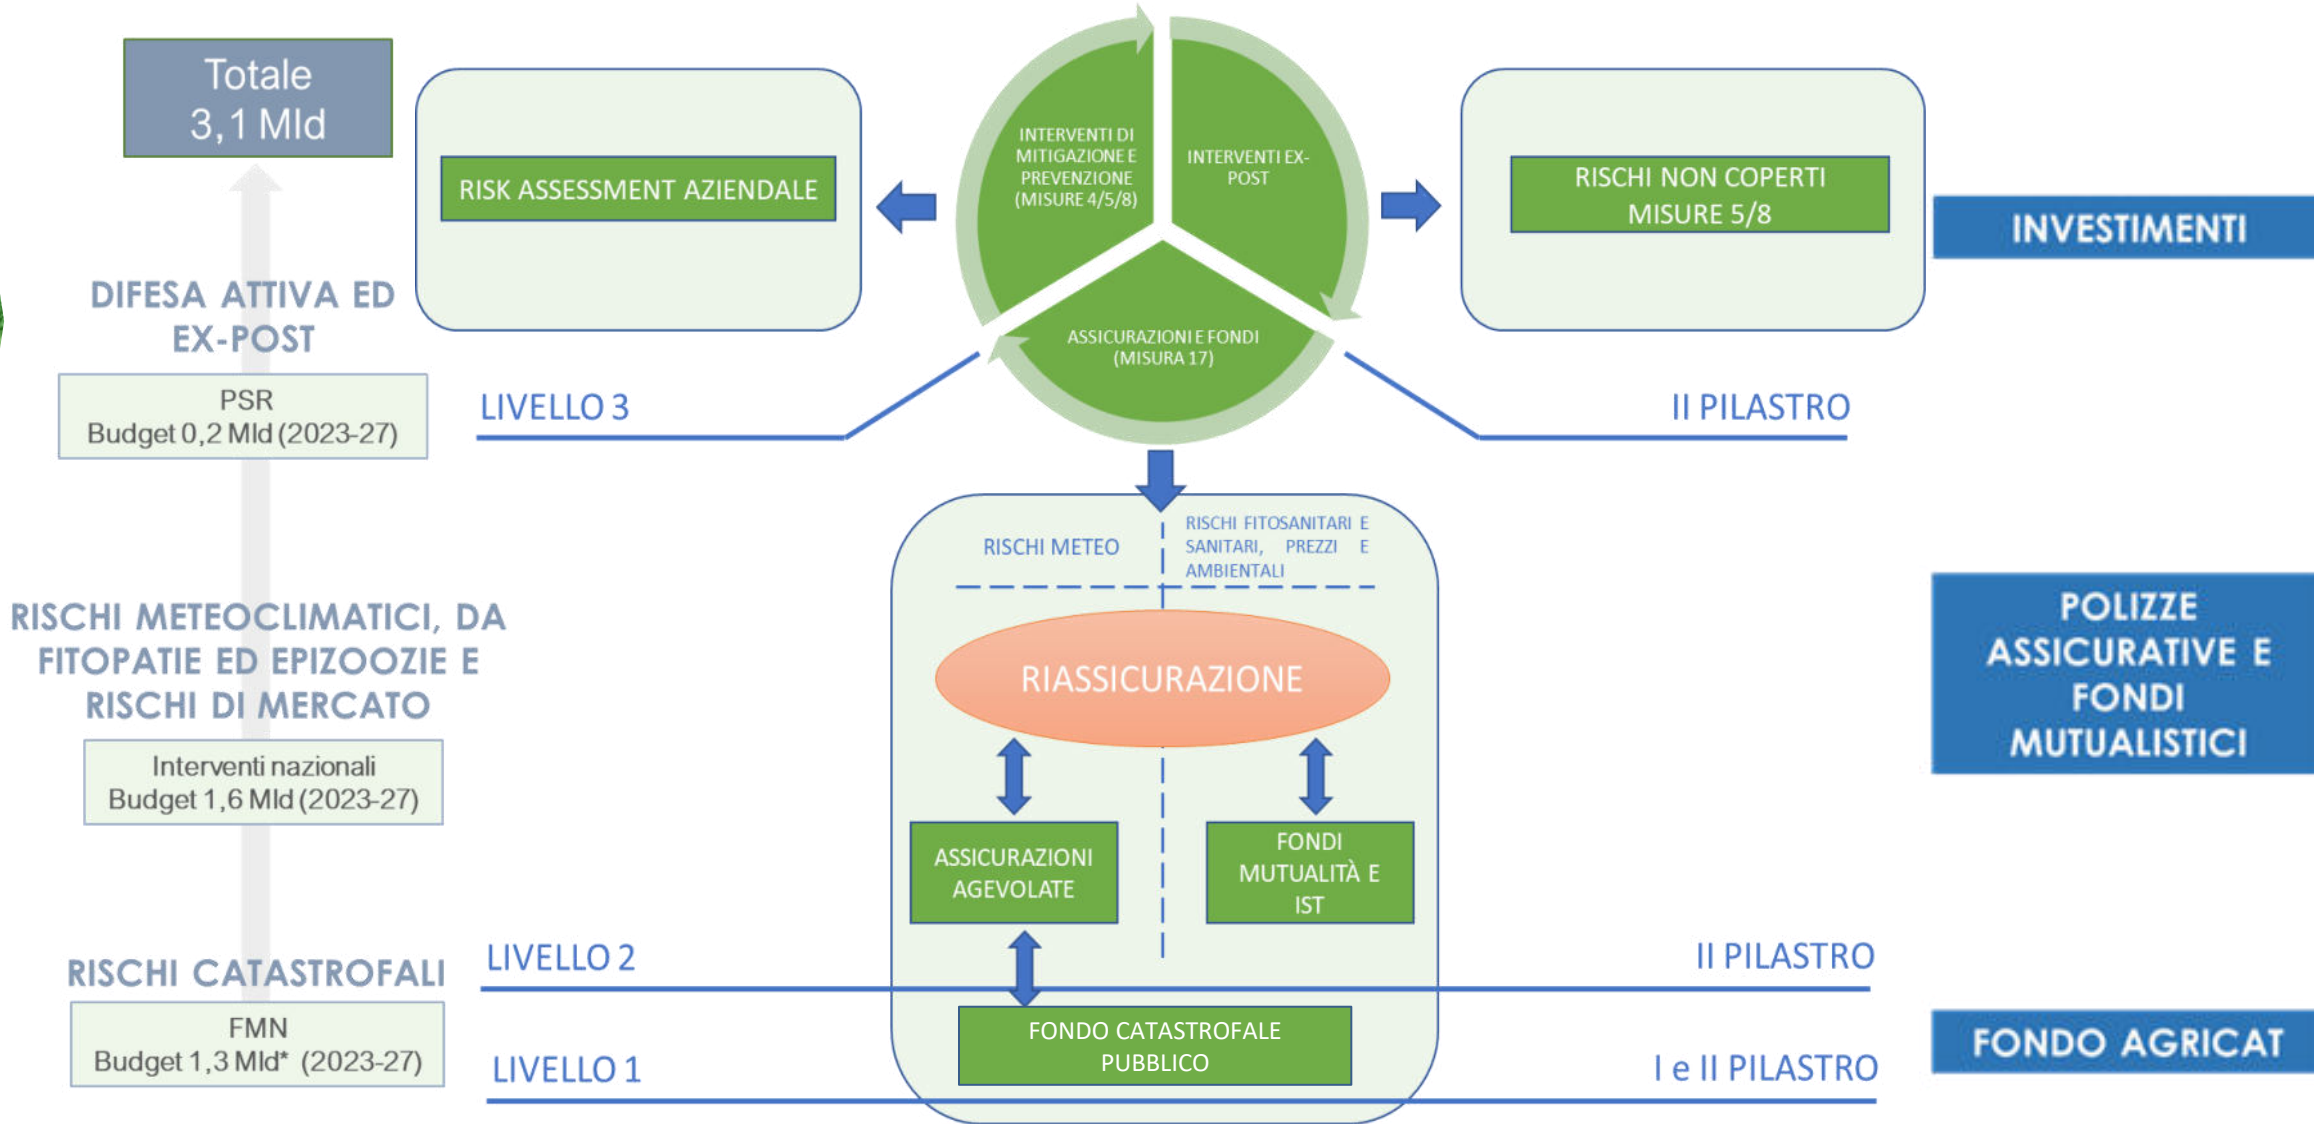 Totale
3,1 Mld
DIFESA ATTIVA ED
EX-POST
PSR
Budget 0,2 Mld (2023-27)
RISCHI METEOCLIMATICI, DA
FITOPATIE ED EPIZOOZIE E
RISCHI DI MERCATO
Interventi nazionali
Budget 1,6 Mld (2023-27)
RISCHI CATASTROFALI
FMN
Budget 1,3 Mld* (2023-27)
RISK ASSESSMENT AZIENDALE
INTERVENTI DI
MITIGAZIONE E
PREVENZIONE
(MISURE 4/5/8)
INTERVENTI EX-
POST
ASSICURAZIONI E FONDI
(MISURA 17)
RISCHI NON COPERTI
MISURE 5/8
LIVELLO 3
II PILASTRO
RISCHI METEO
RISCHI FITOSANITARI E
SANITARI, PREZZI E
AMBIENTALI
RIASSICURAZIONE
ASSICURAZIONI
AGEVOLATE
FONDI
MUTUALITÀ E
IST
LIVELLO 2
II PILASTRO
FONDO CATASTROFALE
PUBBLICO
LIVELLO 1
I e II PILASTRO
INVESTIMENTI
POLIZZE
ASSICURATIVE E
FONDI
MUTUALISTICI
FONDO AGRICAT